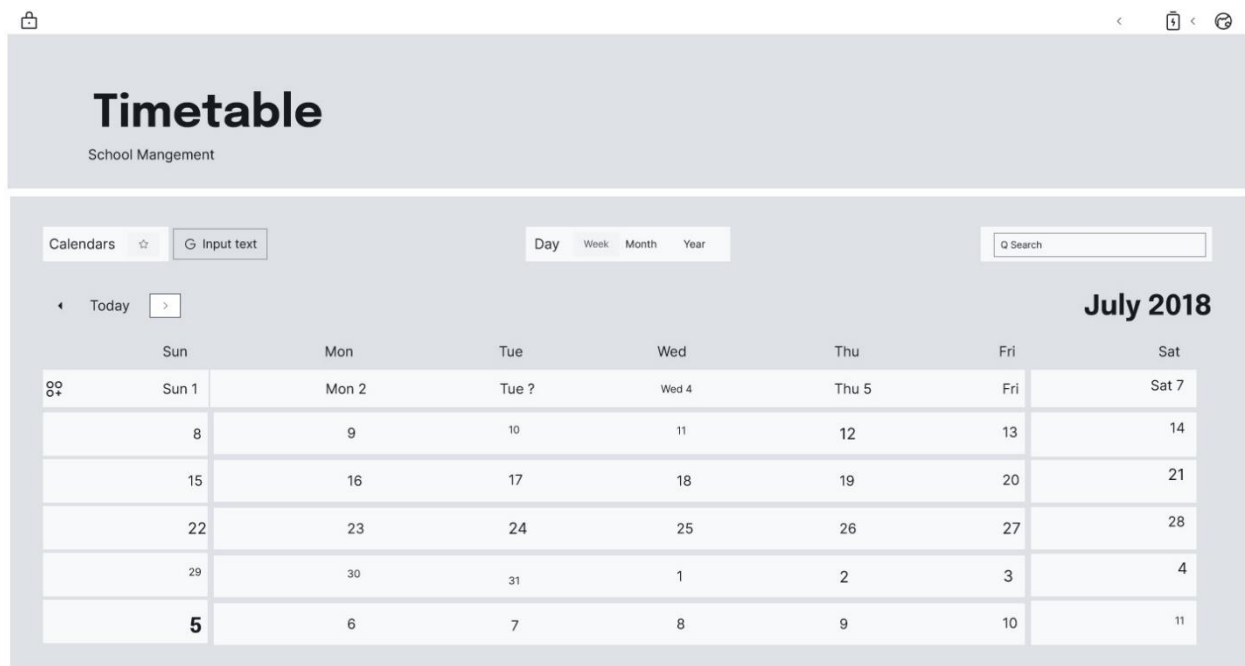 Timetable
School Mangement
Calendars G Input text Day Week Month Year Q Search
Today July 2018
Sun Mon Tue Wed Thu Fri Sat
Sun 1 Mon 2 Tue ? Wed 4 Thu 5 Fri Sat 7
8 9 10 11 12 13 14
15 16 17 18 19 20 21
22 23 24 25 26 27 28
29 30 31 1 2 3 4
5 6 7 8 9 10 11